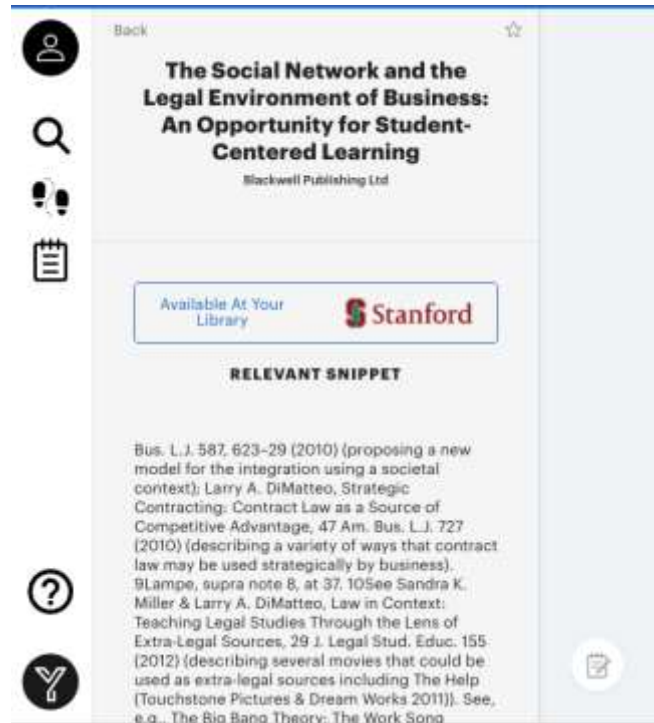 Back
The Social Network and the
Legal Environment of Business:
An Opportunity for Student-
Centered Learning
Blackwell Publishing Ltd
Available At Your
Library
Stanford
RELEVANT SNIPPET
Bus. L.J. 587, 623–29 (2010) (proposing a new
model for the integration using a societal
context); Larry A. DiMatteo, Strategic
Contracting: Contract Law as a Source of
Competitive Advantage, 47 Am. Bus. L.J. 727
(2010) (describing a variety of ways that contract
law may be used strategically by business).
9Lampe, supra note 8, at 37. 10See Sandra K.
Miller & Larry A. DiMatteo, Law in Context:
Teaching Legal Studies Through the Lens of
Extra-Legal Sources, 29 J. Legal Stud. Educ. 155
(2012) (describing several movies that could be
used as extra-legal sources including The Help
(Touchstone Pictures & Dream Works 2011)). See,
e.g., The Big Bang Theory: The Work Song